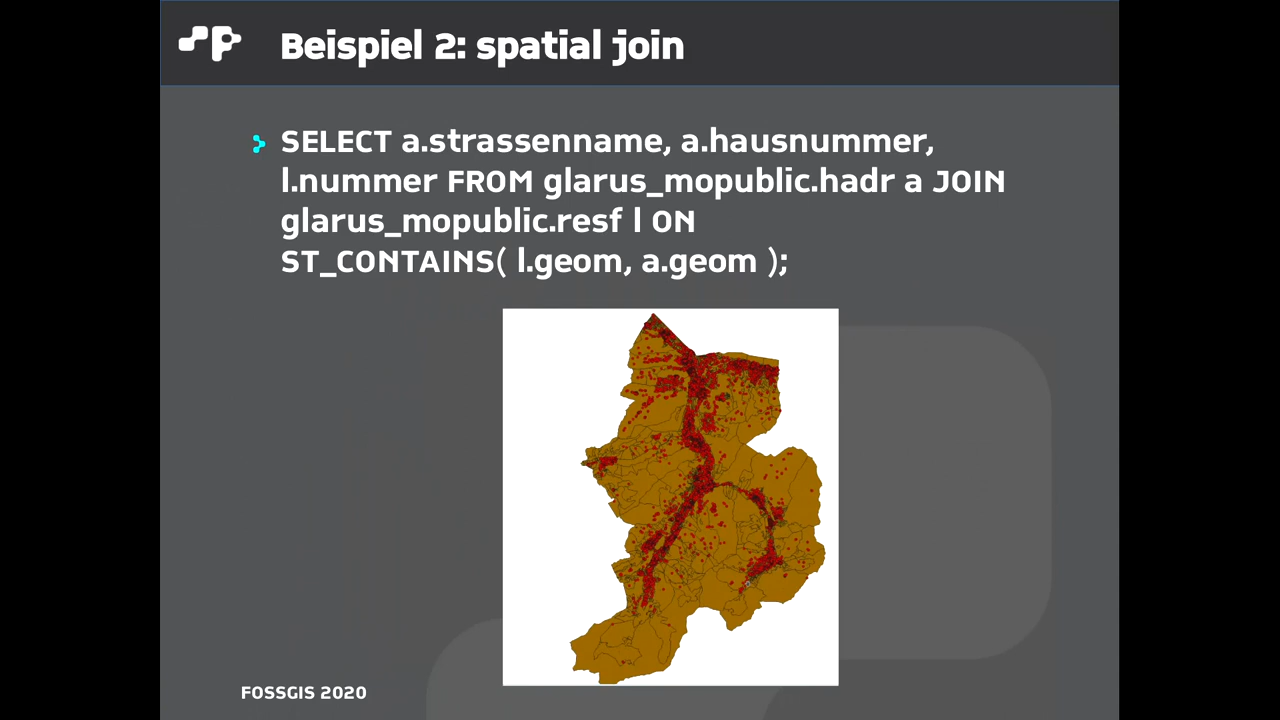 Beispiel 2: spatial join
SELECT a.strassenname, a.hausnummer,
l.nummer FROM glarus_mopublic.hadr a JOIN
glarus_mopublic.resf l ON
ST_CONTAINS( l.geom, a.geom );
FOSSGIS 2020